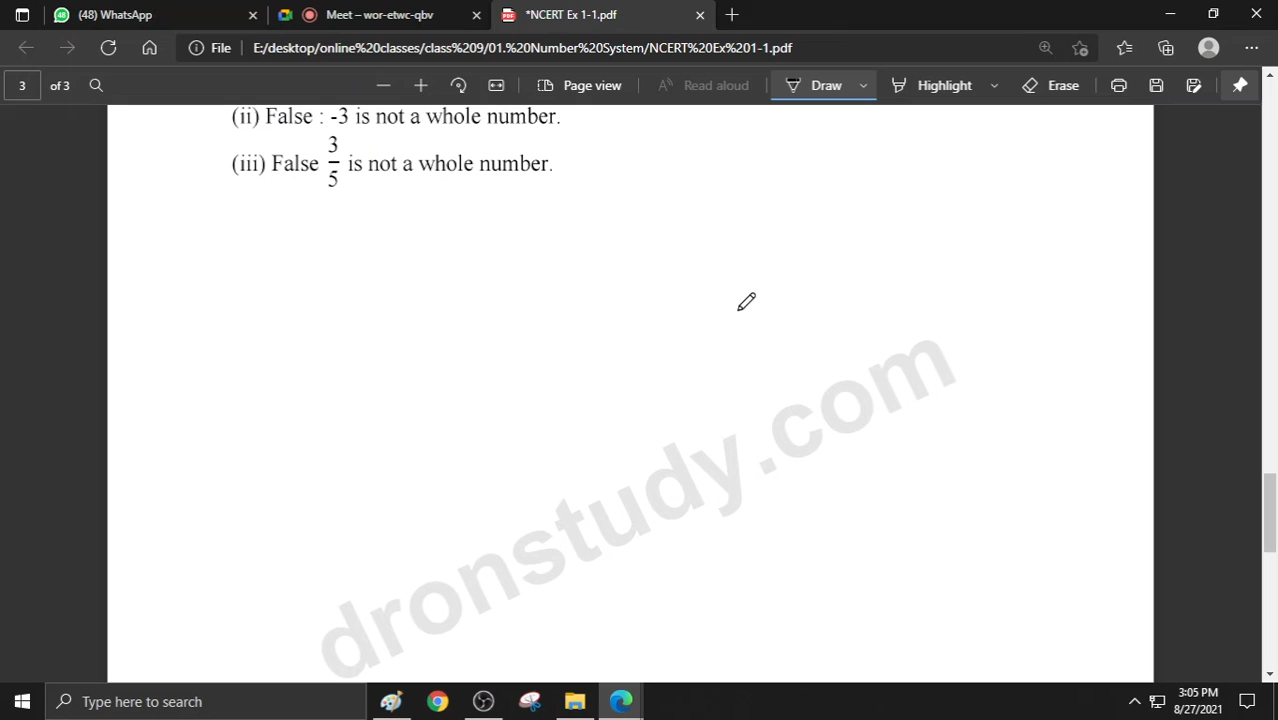 (48) WhatsApp
Meet – wor-etwc-qbv
*NCERT Ex 1-1.pdf
File E:/desktop/online%20classes/class%209/01.%20Number%20System/NCERT%20Ex%201-1.pdf
3 of 3 Page view Read aloud Draw Highlight Erase
(ii) False : -3 is not a whole number.
(iii) False 3/5 is not a whole number.
dronstudy.com
Type here to search
3:05 PM
8/27/2021